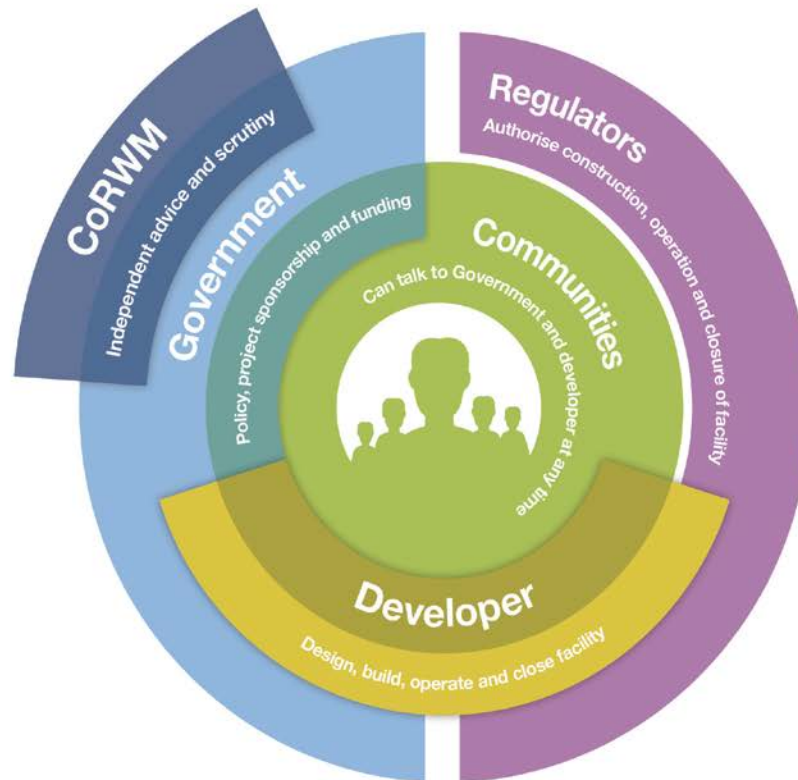 CoRWM
Independent advice and scrutiny
Government
Policy, project sponsorship and funding
Regulators
Authorise construction, operation and closure of facility
Communities
Can talk to Government and developer at any time
Developer
Design, build, operate and close facility